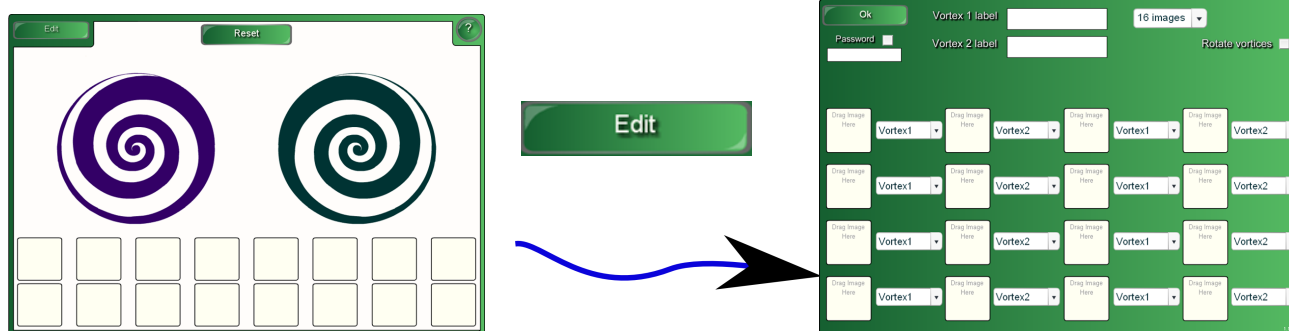 Edit
Reset
?
Edit
Ok
Vortex 1 label
16 images
Password
Vortex 2 label
Rotate vortices
Drag Image Here Vortex1 Drag Image Here Vortex2 Drag Image Here Vortex1 Drag Image Here Vortex2
Drag Image Here Vortex1 Drag Image Here Vortex2 Drag Image Here Vortex1 Drag Image Here Vortex2
Drag Image Here Vortex1 Drag Image Here Vortex2 Drag Image Here Vortex1 Drag Image Here Vortex2
Drag Image Here Vortex1 Drag Image Here Vortex2 Drag Image Here Vortex1 Drag Image Here Vortex2